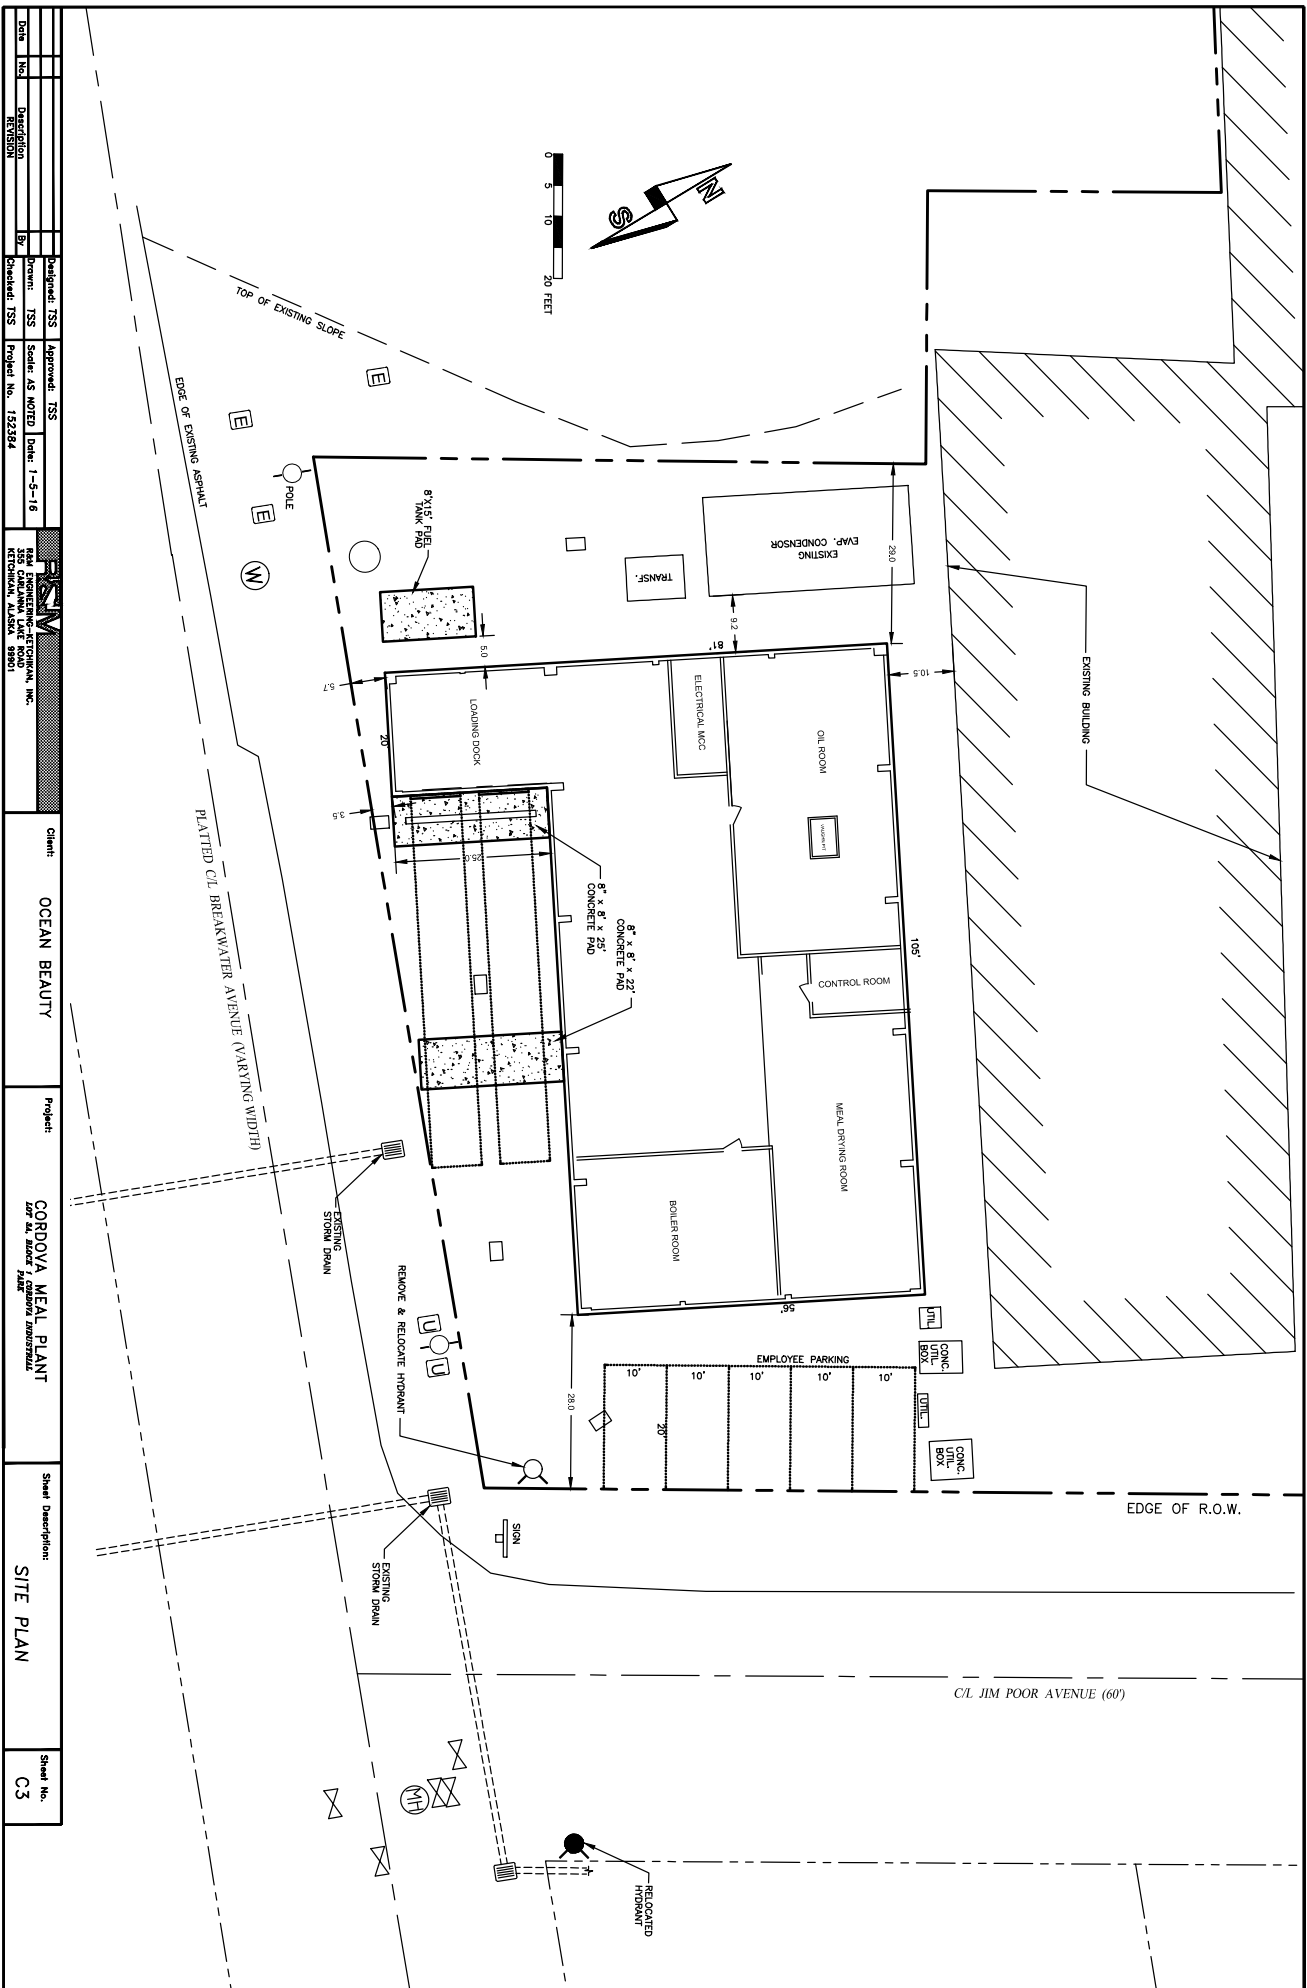 N
S
0 5 10 20 FEET
TOP OF EXISTING SLOPE
EDGE OF EXISTING ASPHALT
E
E
E
POLE
W
8'X15' FUEL
TANK PAD
TRANSF.
EXISTING
EVAP. CONDENSOR
29.0
9.2
81'
10.5
EXISTING BUILDING
5.0
5.7
20'
3.5
LOADING DOCK
ELECTRICAL MCC
OIL ROOM
25.0
8" x 8' x 25'
CONCRETE PAD
8" x 8' x 22'
CONCRETE PAD
105'
CONTROL ROOM
MEAL DRYING ROOM
BOILER ROOM
56'
PLATTED C/L BREAKWATER AVENUE (VARYING WIDTH)
EXISTING
STORM DRAIN
REMOVE & RELOCATE HYDRANT
U
U
28.0
EMPLOYEE PARKING
10' 10' 10' 10' 10'
20'
UTIL
CONC.
UTIL.
BOX
UTIL.
CONC.
UTIL.
BOX
EDGE OF R.O.W.
SIGN
EXISTING
STORM DRAIN
C/L JIM POOR AVENUE (60')
MH
RELOCATED
HYDRANT
Date No. Description By
REVISION
Designed: TSS Approved: TSS
Drawn: TSS Scale: AS NOTED Date: 1-5-16
Checked: TSS Project No. 152384
R&M
R&M ENGINEERING-KETCHIKAN, INC.
355 CARLANNA LAKE ROAD
KETCHIKAN, ALASKA 99901
Client:
OCEAN BEAUTY
Project:
CORDOVA MEAL PLANT
LOT 8A, BLOCK 1 CORDOVA INDUSTRIAL
PARK
Sheet Description:
SITE PLAN
Sheet No.
C3